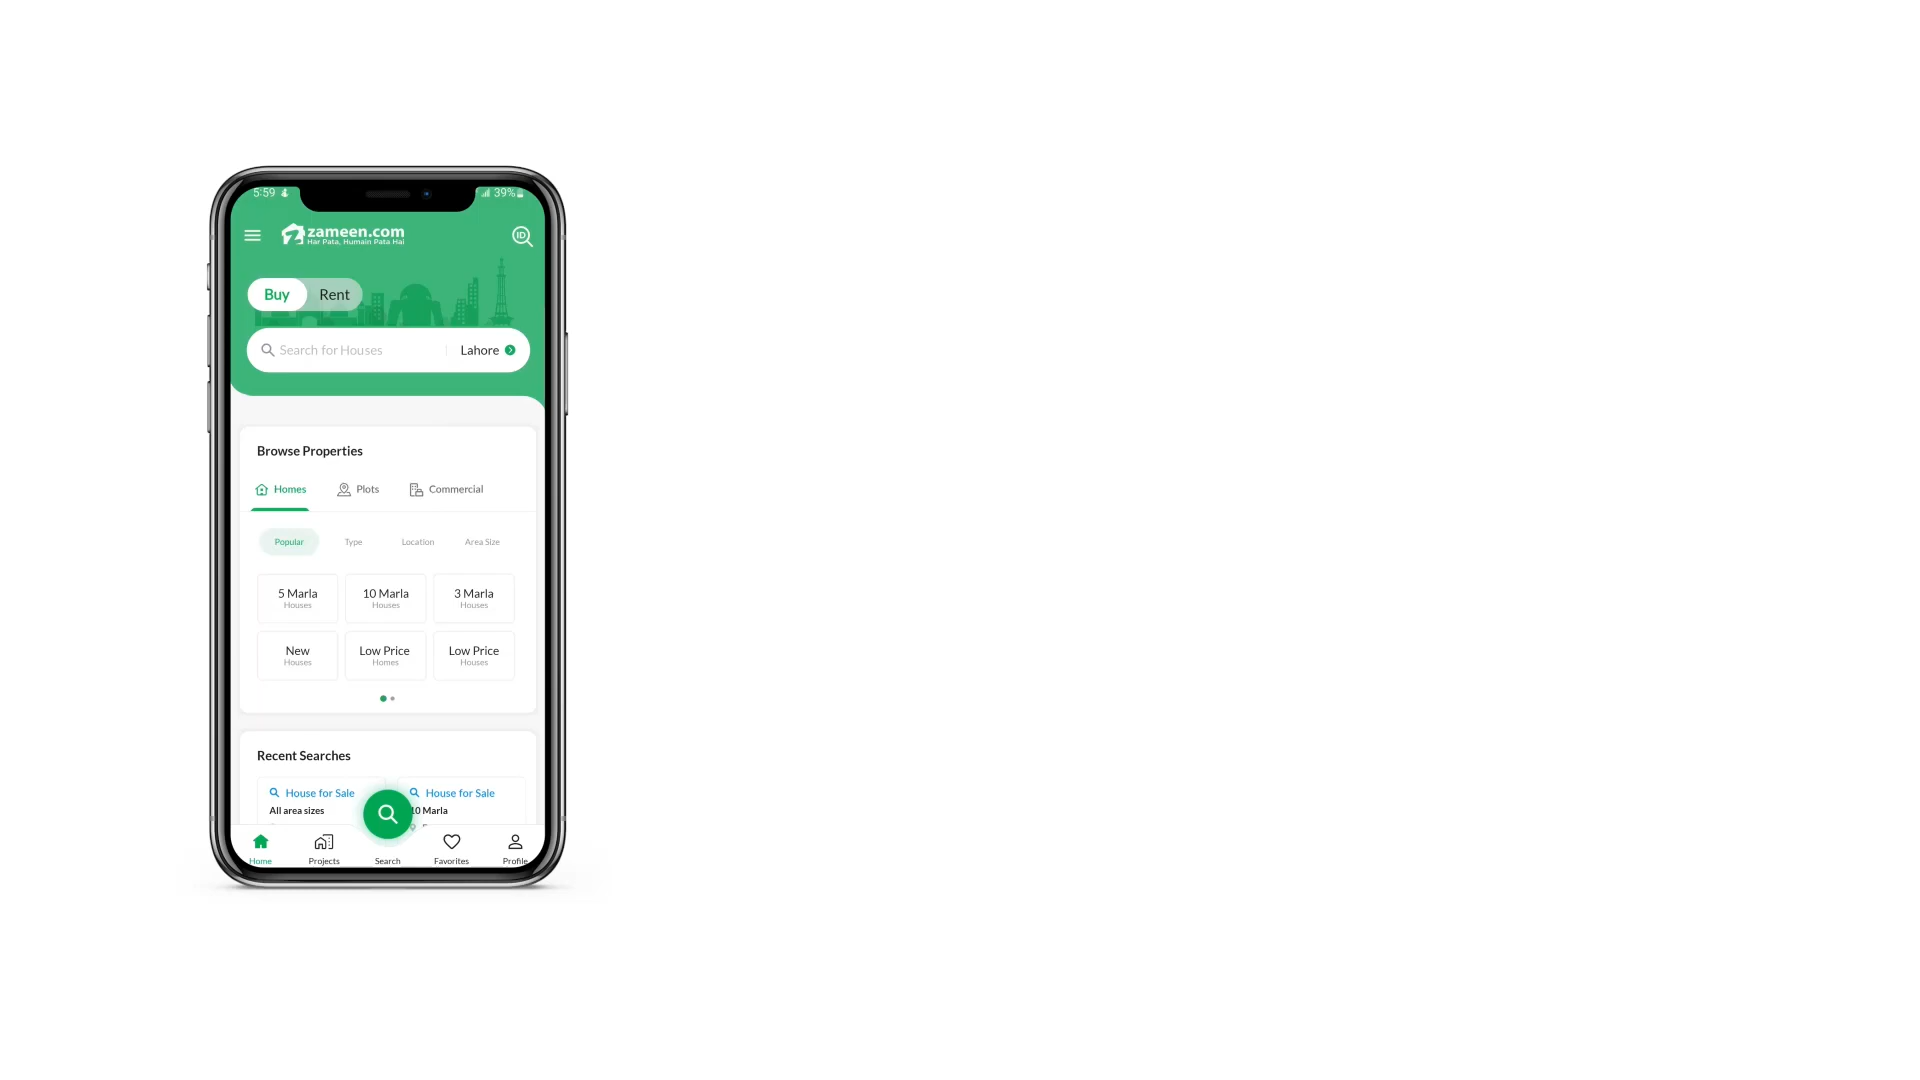 5:59
39%
zameen.com
Har Pata, Humain Pata Hai
ID
Buy Rent
Search for Houses Lahore
Browse Properties
Homes Plots Commercial
Popular Type Location Area Size
5 Marla 10 Marla 3 Marla
Houses Houses Houses
New Low Price Low Price
Houses Homes Houses
Recent Searches
House for Sale House for Sale
All area sizes 10 Marla
Home Projects Search Favorites Profile